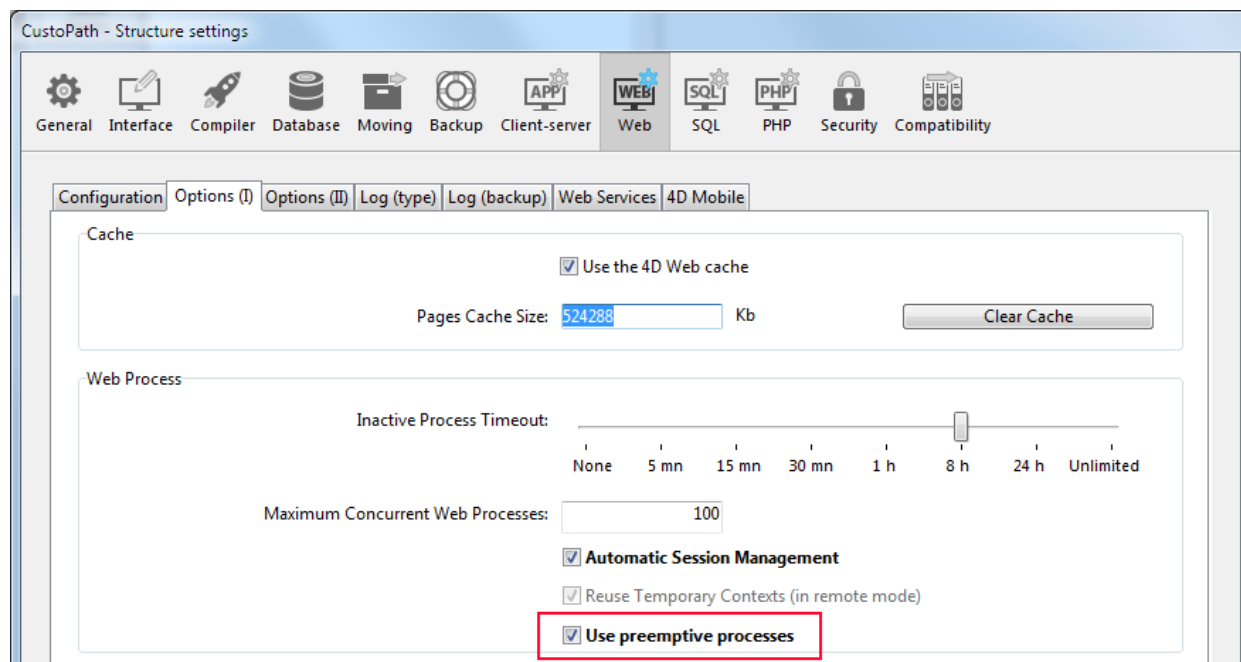 CustoPath - Structure settings
APP WEB SQL PHP
General Interface Compiler Database Moving Backup Client-server Web SQL PHP Security Compatibility
Configuration Options (I) Options (II) Log (type) Log (backup) Web Services 4D Mobile
Cache
Use the 4D Web cache
Pages Cache Size: 524288 Kb Clear Cache
Web Process
Inactive Process Timeout:
None 5 mn 15 mn 30 mn 1 h 8 h 24 h Unlimited
Maximum Concurrent Web Processes: 100
Automatic Session Management
Reuse Temporary Contexts (in remote mode)
Use preemptive processes